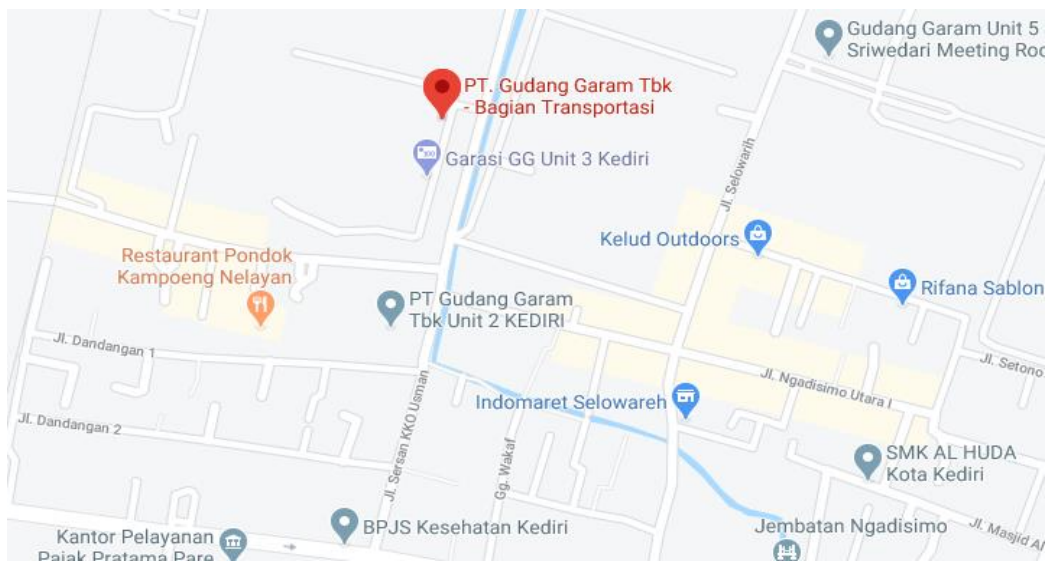 Gudang Garam Unit 5
Sriwedari Meeting Roo
PT. Gudang Garam Tbk
- Bagian Transportasi
Garasi GG Unit 3 Kediri
Jl. Selowarih
Kelud Outdoors
Restaurant Pondok
Kampoeng Nelayan
Rifana Sablon
PT Gudang Garam
Tbk Unit 2 KEDIRI
Jl. Dandangan 1
Jl. Setono
Jl. Ngadisimo Utara I
Indomaret Selowareh
Jl. Dandangan 2
Jl. Sersan KKO Usman
Gg. Wakaf
SMK AL HUDA
Kota Kediri
BPJS Kesehatan Kediri
Jembatan Ngadisimo
Jl. Masjid Al
Kantor Pelayanan
Pajak Pratama Pare